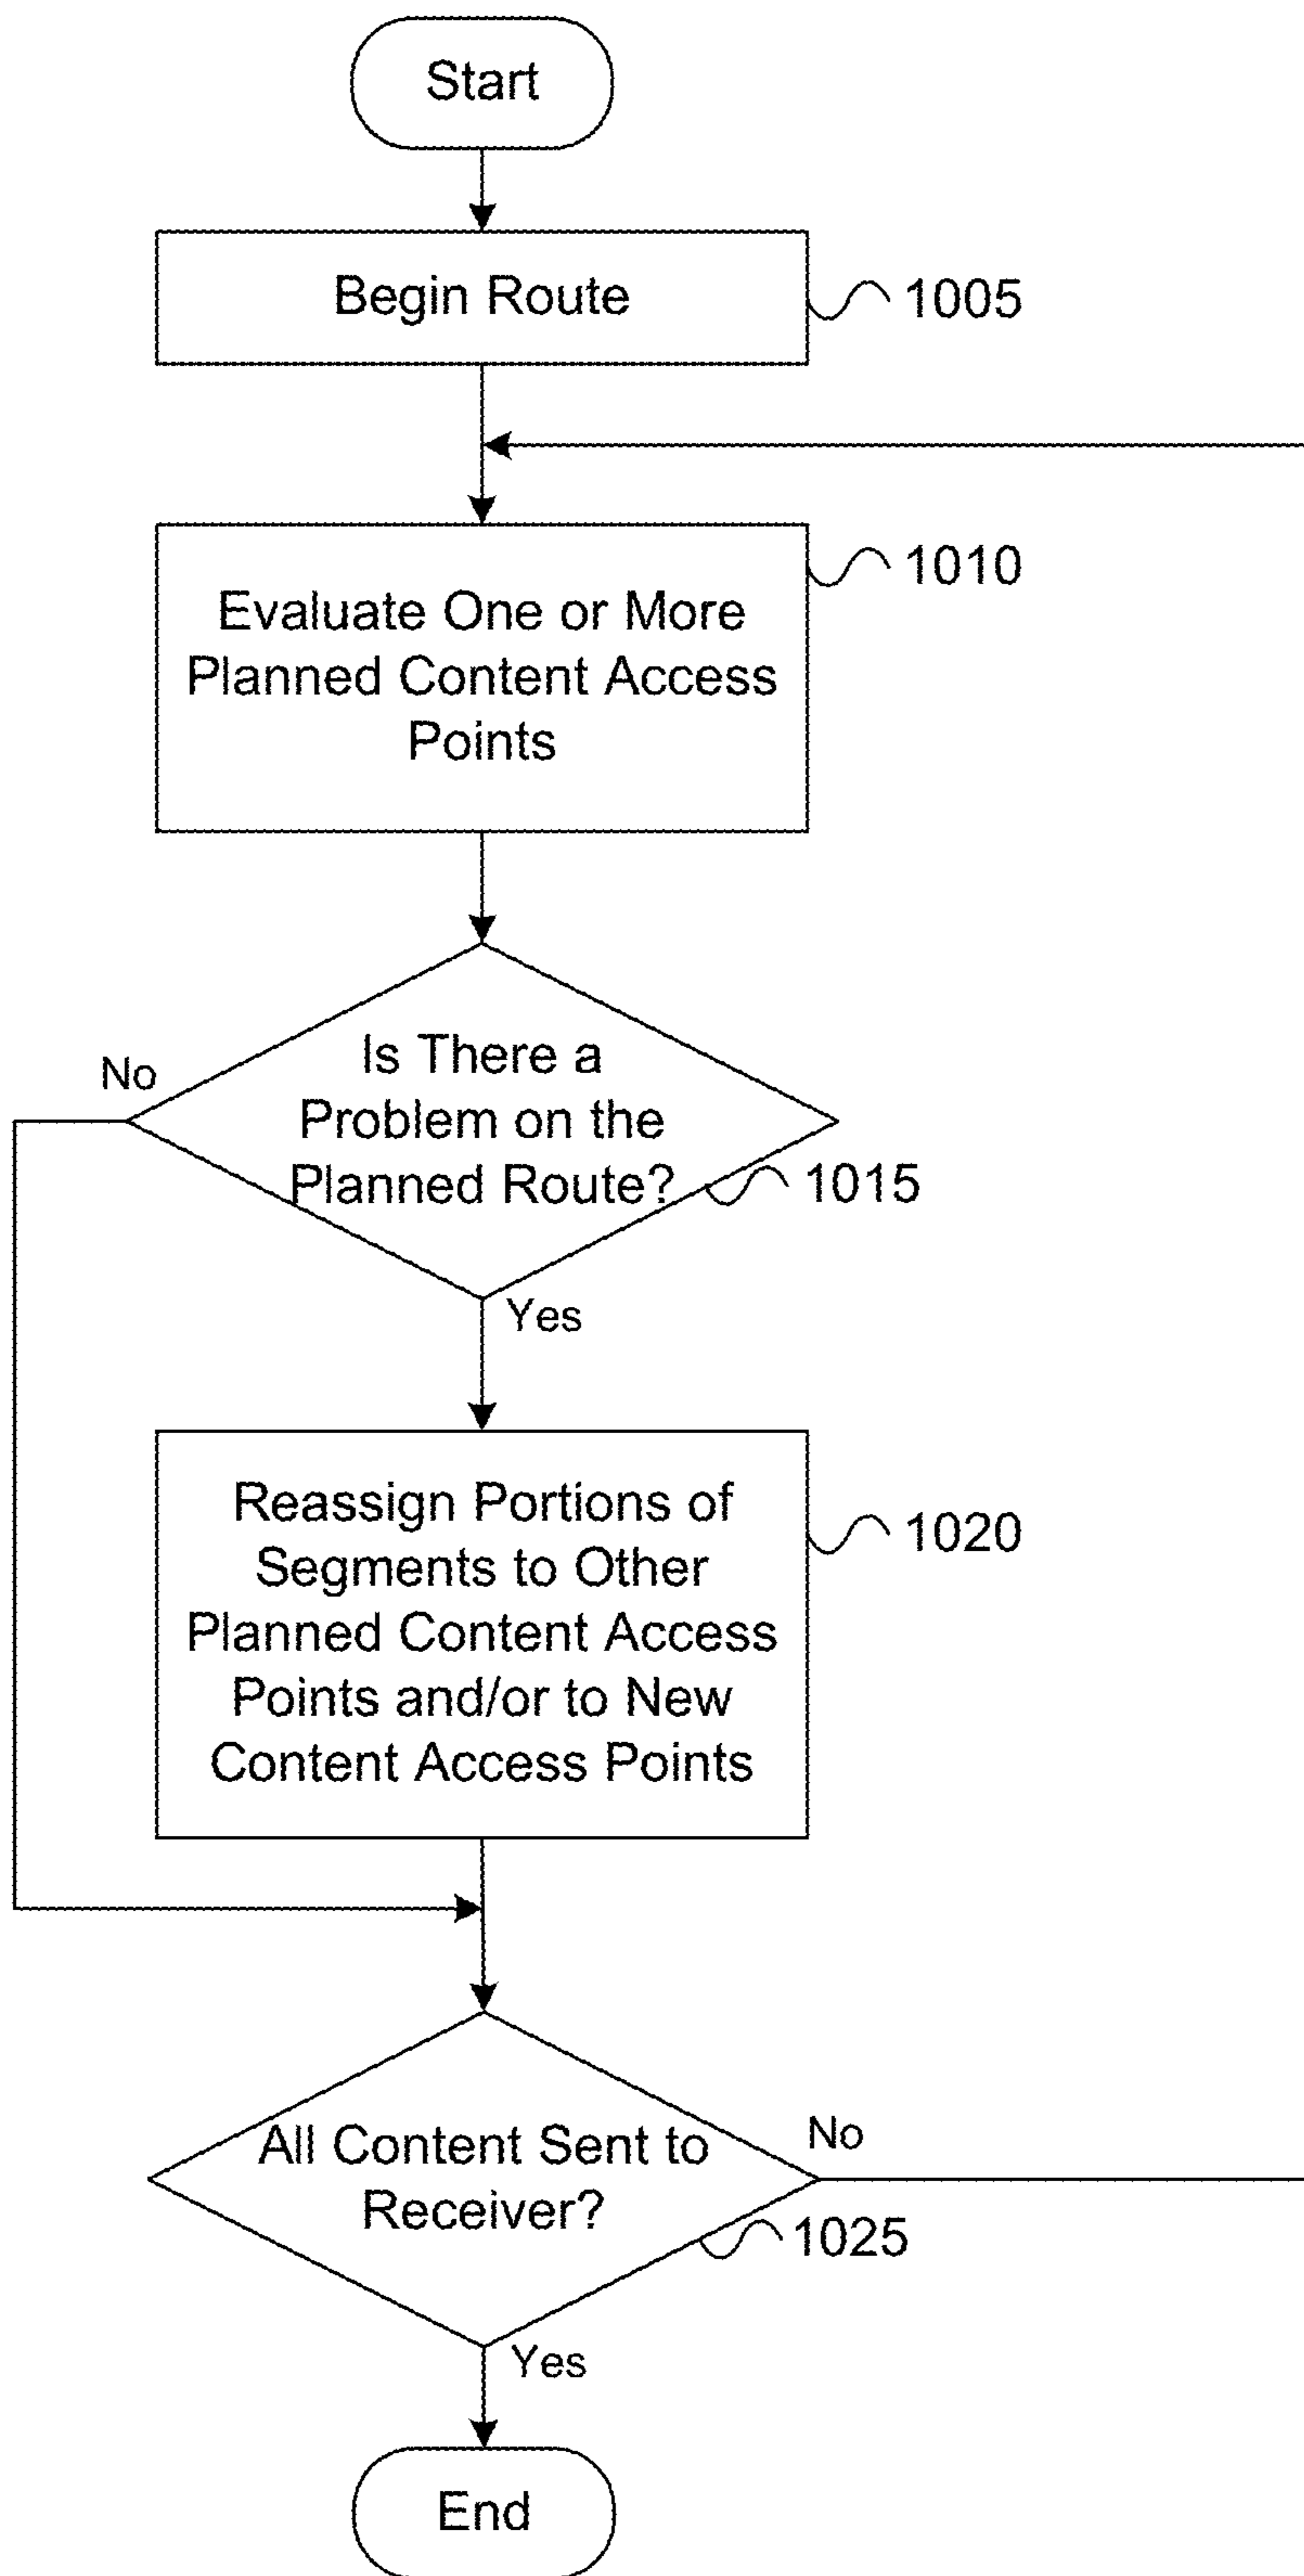 Start
Begin Route
1005
1010
Evaluate One or More
Planned Content Access
Points
No
Is There a
Problem on the
Planned Route?
1015
Yes
Reassign Portions of
Segments to Other
Planned Content Access
Points and/or to New
Content Access Points
1020
All Content Sent to
Receiver?
No
1025
Yes
End